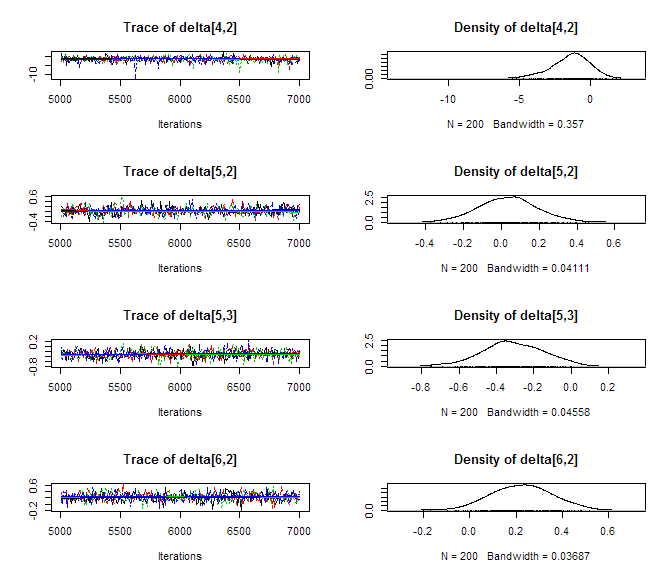 Trace of delta[4,2]
-10
5000 5500 6000 6500 7000
Iterations
Density of delta[4,2]
0.00
-10 -5 0
N = 200 Bandwidth = 0.357
Trace of delta[5,2]
-0.4 0.6
5000 5500 6000 6500 7000
Iterations
Density of delta[5,2]
0.0 2.5
-0.4 -0.2 0.0 0.2 0.4 0.6
N = 200 Bandwidth = 0.04111
Trace of delta[5,3]
-0.8 0.2
5000 5500 6000 6500 7000
Iterations
Density of delta[5,3]
0.0 2.5
-0.8 -0.6 -0.4 -0.2 0.0 0.2
N = 200 Bandwidth = 0.04558
Trace of delta[6,2]
-0.2 0.6
5000 5500 6000 6500 7000
Iterations
Density of delta[6,2]
0.0
-0.2 0.0 0.2 0.4 0.6
N = 200 Bandwidth = 0.03687